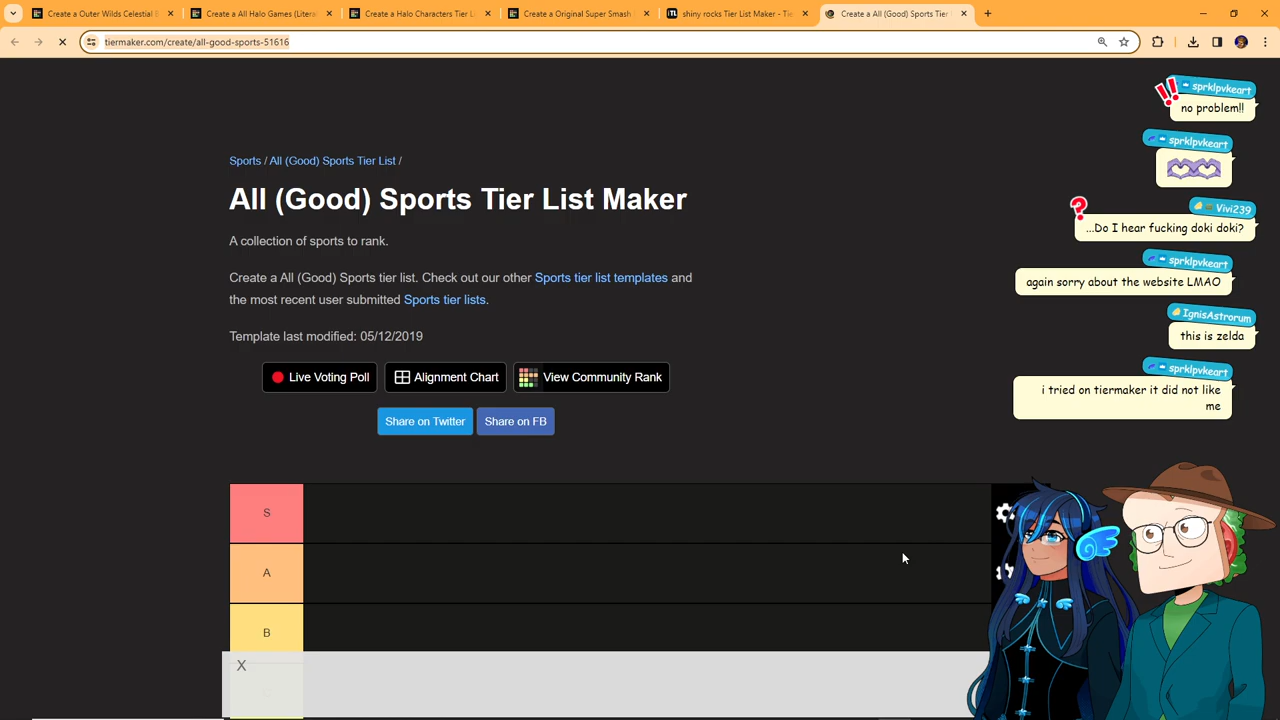 Create a Outer Wilds Celestial B
Create a All Halo Games (Litera
Create a Halo Characters Tier L
Create a Original Super Smash
shiny rocks Tier List Maker - Tie
Create a All (Good) Sports Tier
tiermaker.com/create/all-good-sports-51616
Sports / All (Good) Sports Tier List /
All (Good) Sports Tier List Maker
A collection of sports to rank.
Create a All (Good) Sports tier list. Check out our other Sports tier list templates and
the most recent user submitted Sports tier lists.
Template last modified: 05/12/2019
Live Voting Poll
Alignment Chart
View Community Rank
Share on Twitter
Share on FB
S
A
B
X
sprklpvkeart
no problem!!
sprklpvkeart
Vivi239
...Do I hear fucking doki doki?
sprklpvkeart
again sorry about the website LMAO
IgnisAstrorum
this is zelda
sprklpvkeart
i tried on tiermaker it did not like
me